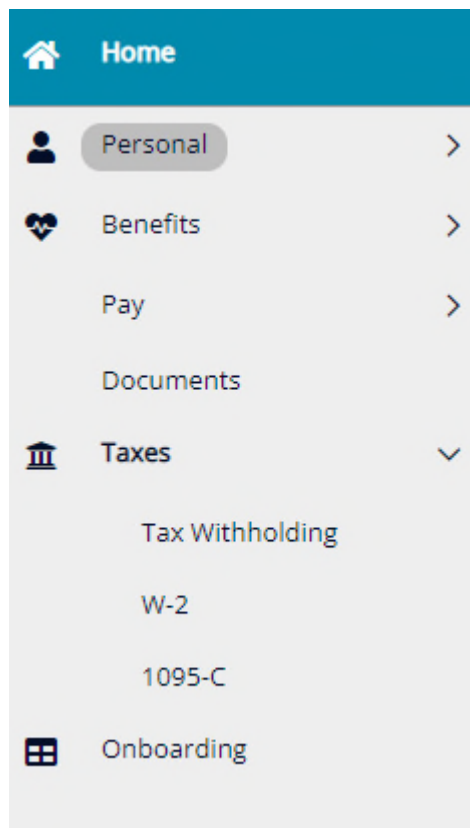 Home
Personal
Benefits
Pay
Documents
Taxes
Tax Withholding
W-2
1095-C
Onboarding